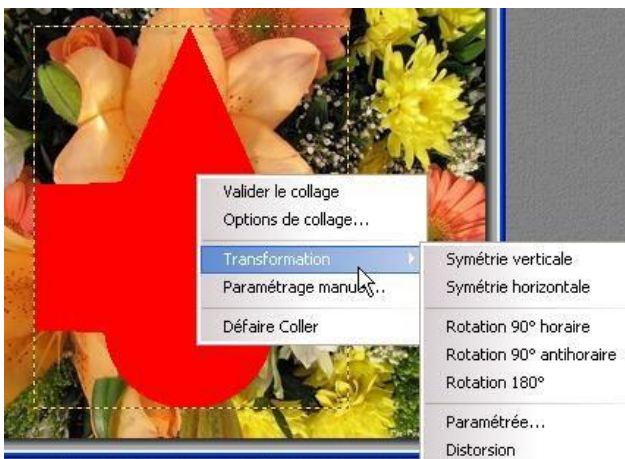 Valider le collage
Options de collage...
Transformation
Paramétrage manuel...
Défaire Coller
Symétrie verticale
Symétrie horizontale
Rotation 90° horaire
Rotation 90° antihoraire
Rotation 180°
Paramétrée...
Distorsion